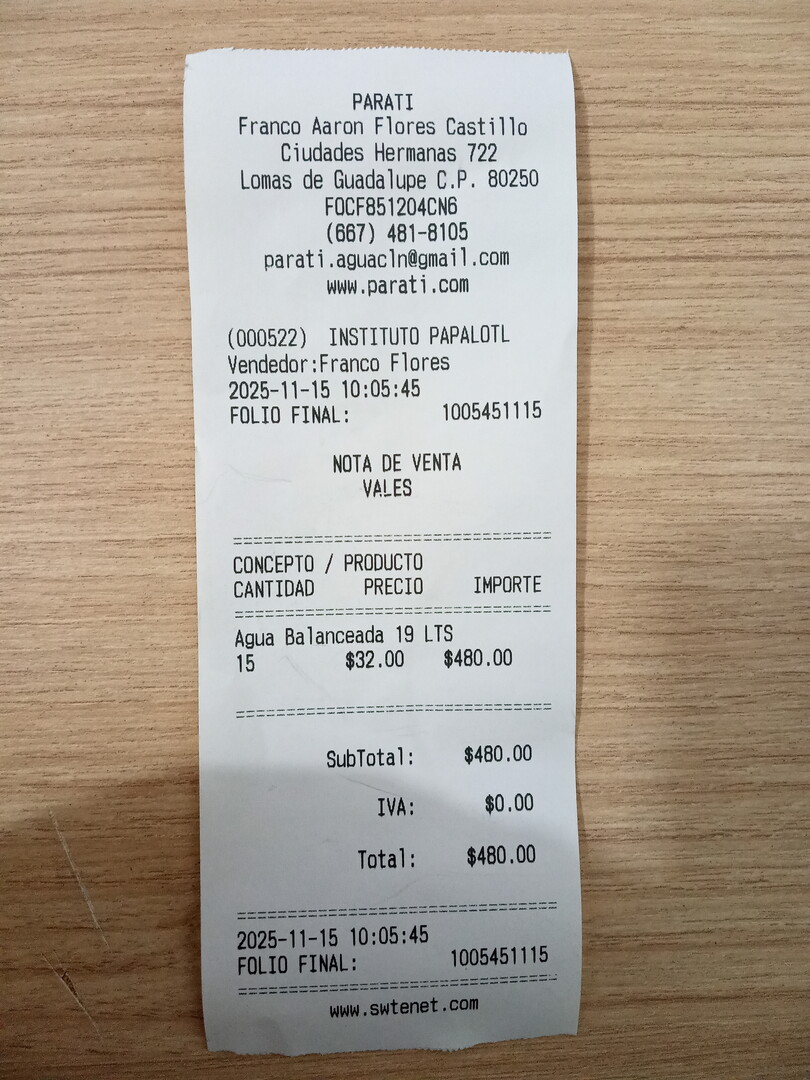 PARATI
Franco Aaron Flores Castillo
Ciudades Hermanas 722
Lomas de Guadalupe C.P. 80250
FOCF851204CN6
(667) 481-8105
parati.aguacln@gmail.com
www.parati.com
(000522) INSTITUTO PAPALOTL
Vendedor:Franco Flores
2025-11-15 10:05:45
FOLIO FINAL: 1005451115
NOTA DE VENTA
VALES
===================================
CONCEPTO / PRODUCTO
CANTIDAD PRECIO IMPORTE
===================================
Agua Balanceada 19 LTS
15 $32.00 $480.00
===================================
SubTotal: $480.00
IVA: $0.00
Total: $480.00
===================================
2025-11-15 10:05:45
FOLIO FINAL: 1005451115
===================================
www.swtenet.com